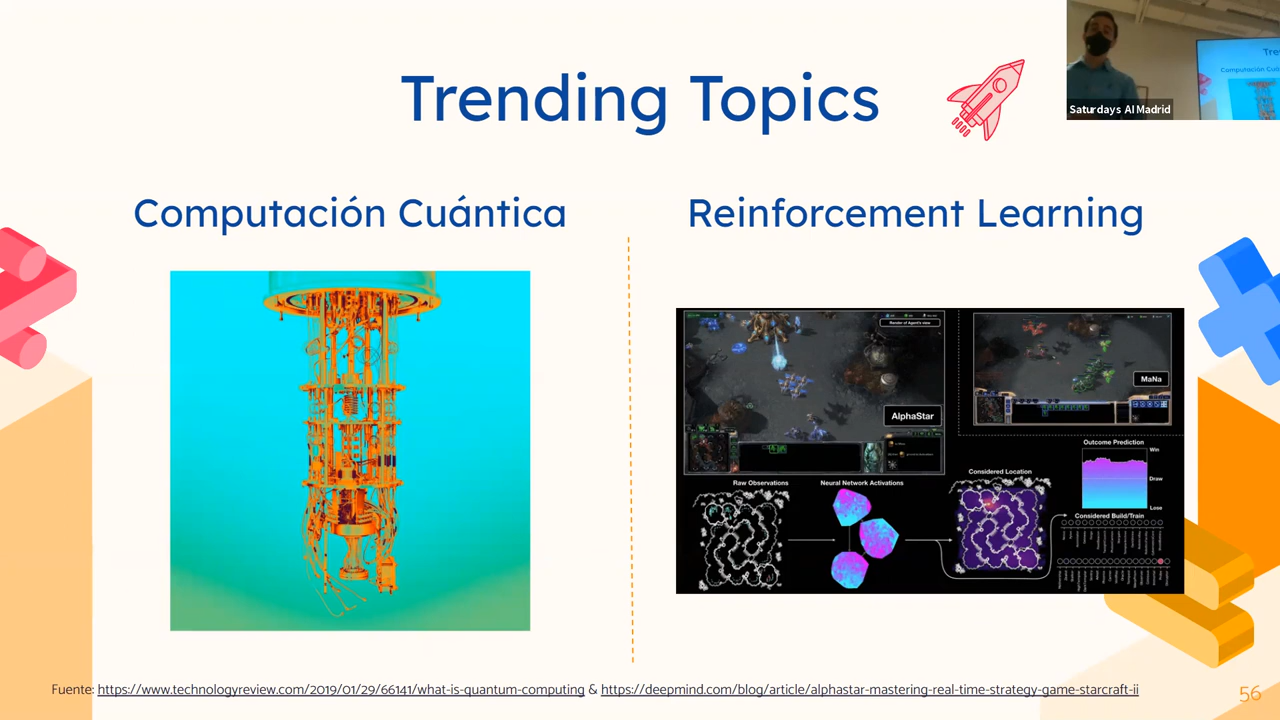 Trending Topics
Saturdays AI Madrid
Computación Cuántica
Reinforcement Learning
AlphaStar
MaNa
Raw Observations
Neural Network Activations
Considered Location
Outcome Prediction
Win
Draw
Lose
Considered Build/Train
Fuente: https://www.technologyreview.com/2019/01/29/66141/what-is-quantum-computing & https://deepmind.com/blog/article/alphastar-mastering-real-time-strategy-game-starcraft-ii
56